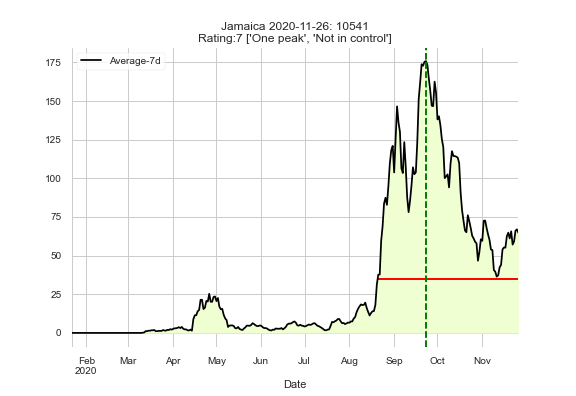 Jamaica 2020-11-26: 10541
Rating:7 ['One peak', 'Not in control']
Average-7d
175
150
125
100
75
50
25
0
Feb Mar Apr May Jun Jul Aug Sep Oct Nov
2020
Date